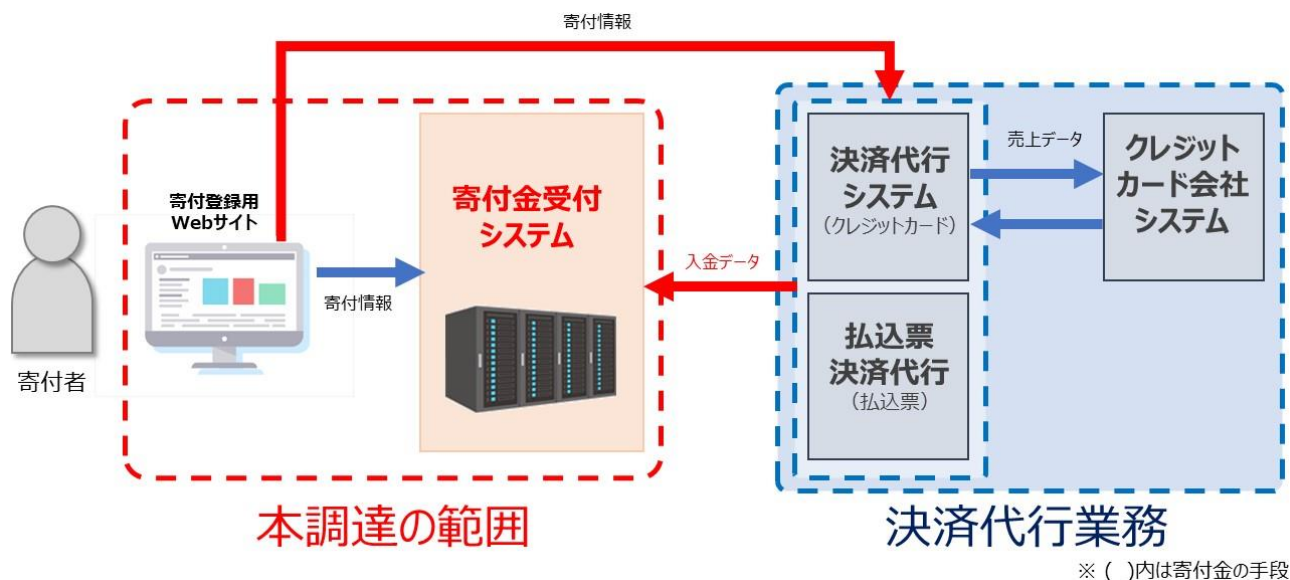 寄付情報
寄付登録用
Webサイト
寄付者
寄付情報
寄付金受付
システム
入金データ
決済代行
システム
(クレジットカード)
売上データ
クレジット
カード会社
システム
払込票
決済代行
(払込票)
本調達の範囲
決済代行業務
※ ( )内は寄付金の手段